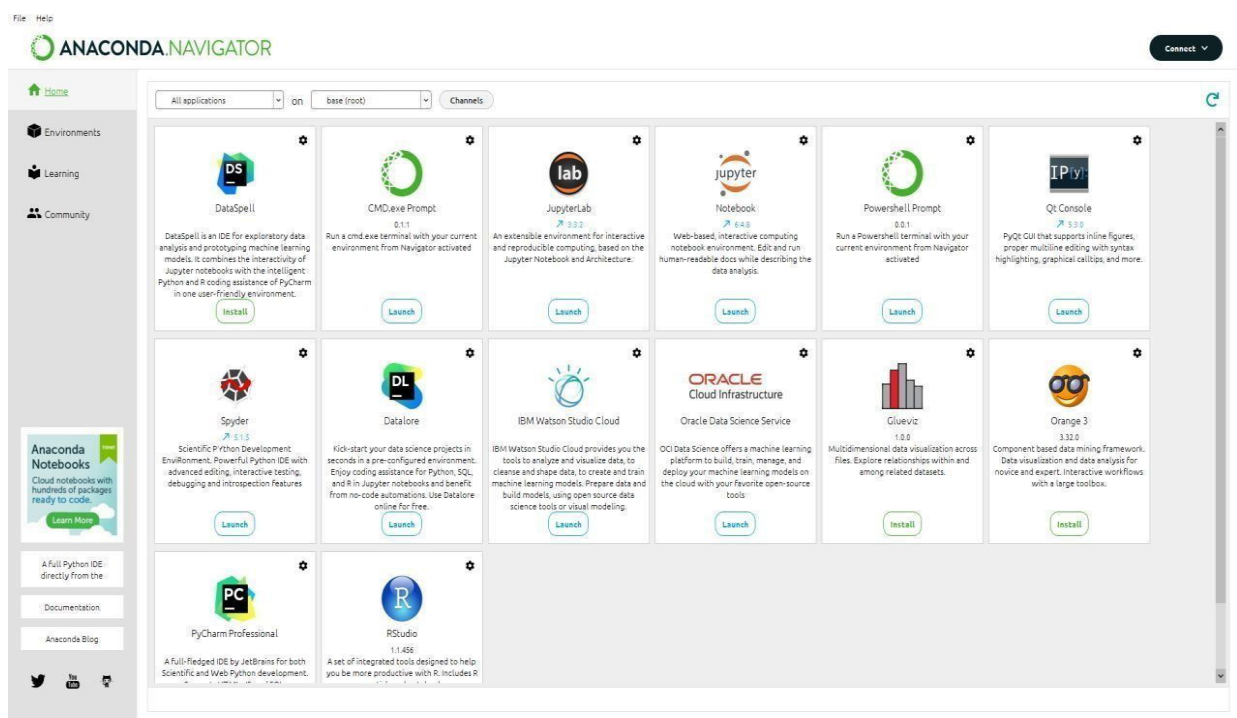 File Help
ANACONDA.NAVIGATOR
Connect
Home
Environments
Learning
Community
All applications on base (root) Channels
DS
DataSpell
DataSpell is an IDE for exploratory data
analysis and prototyping machine learning
models. It combines the interactivity of
Jupyter notebooks with the intelligent
Python and R coding assistance of PyCharm
in one user-friendly environment.
Install
CMD.exe Prompt
0.1.1
Run a cmd.exe terminal with your current
environment from Navigator activated
Launch
lab
JupyterLab
3.3.2
An extensible environment for interactive
and reproducible computing, based on the
Jupyter Notebook and Architecture.
Launch
jupyter
Notebook
6.4.8
Web-based, interactive computing
notebook environment. Edit and run
human-readable docs while describing the
data analysis.
Launch
Powershell Prompt
0.0.1
Run a Powershell terminal with your
current environment from Navigator
activated
Launch
IP[y]:
Qt Console
5.3.0
PyQt GUI that supports inline figures,
proper multiline editing with syntax
highlighting, graphical calltips, and more.
Launch
Spyder
5.1.5
Scientific PYthon Development
EnviRonment. Powerful Python IDE with
advanced editing, interactive testing,
debugging and introspection features
Launch
DL
Datalore
Kick-start your data science projects in
seconds in a pre-configured environment.
Enjoy coding assistance for Python, SQL,
and R in Jupyter notebooks and benefit
from no-code automations. Use Datalore
online for free.
Launch
IBM Watson Studio Cloud
IBM Watson Studio Cloud provides you the
tools to analyze and visualize data, to
cleanse and shape data, to create and train
machine learning models. Prepare data and
build models, using open source data
science tools or visual modeling.
Launch
ORACLE
Cloud Infrastructure
Oracle Data Science Service
OCI Data Science offers a machine learning
platform to build, train, manage, and
deploy your machine learning models on
the cloud with your favorite open-source
tools
Launch
Glueviz
1.0.0
Multidimensional data visualization across
files. Explore relationships within and
among related datasets.
Install
Orange 3
3.32.0
Component based data mining framework.
Data visualization and data analysis for
novice and expert. Interactive workflows
with a large toolbox.
Install
PC
PyCharm Professional
A full-fledged IDE by JetBrains for both
Scientific and Web Python development.
R
RStudio
1.1.456
A set of integrated tools designed to help
you be more productive with R. Includes R
Anaconda
Notebooks
Cloud notebooks with
hundreds of packages
ready to code.
Learn More
A full Python IDE
directly from the
Documentation
Anaconda Blog
You
Tube